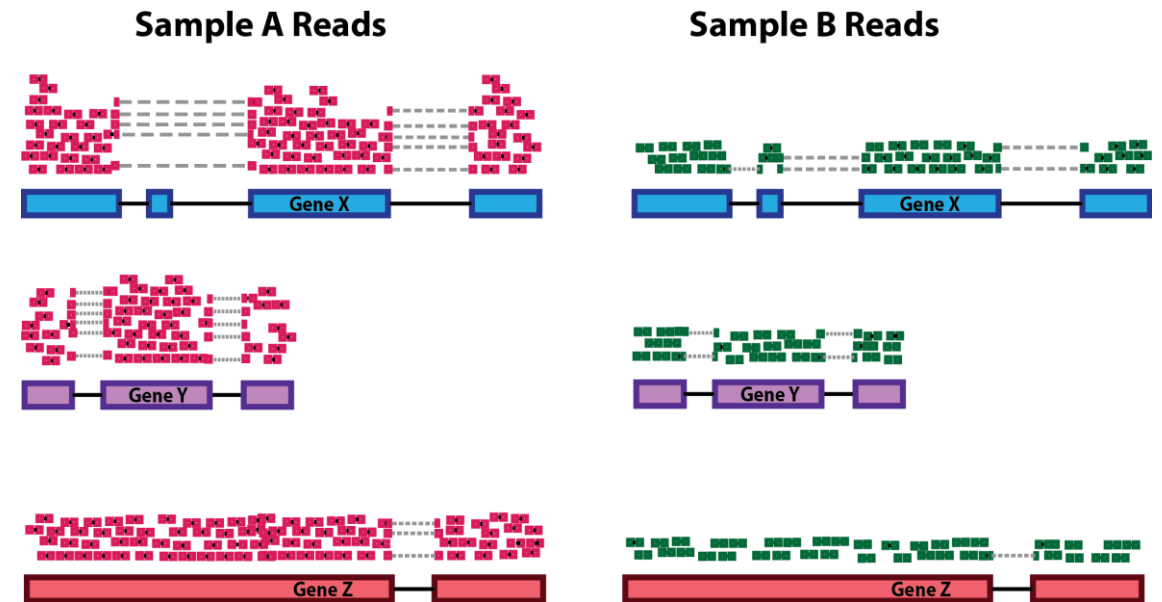 Sample A Reads
Sample B Reads
Gene X
Gene X
Gene Y
Gene Y
Gene Z
Gene Z